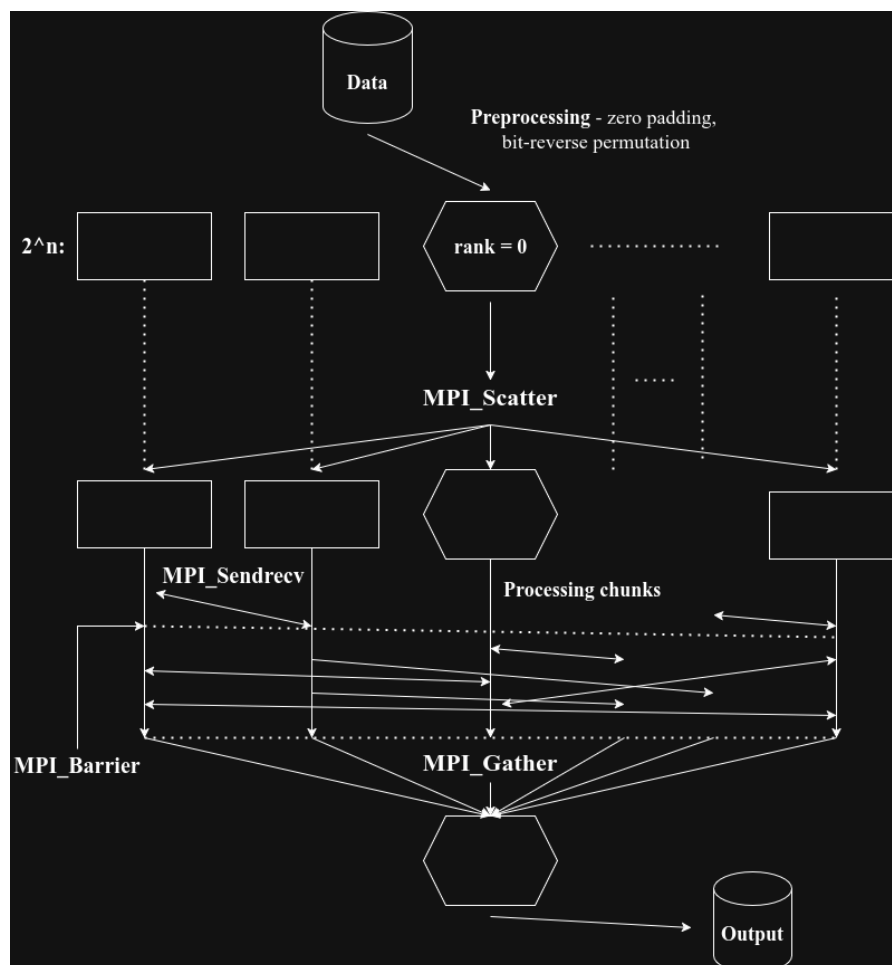 Data
Preprocessing - zero padding,
bit-reverse permutation
2^n:
rank = 0
MPI_Scatter
MPI_Sendrecv
Processing chunks
MPI_Barrier
MPI_Gather
Output